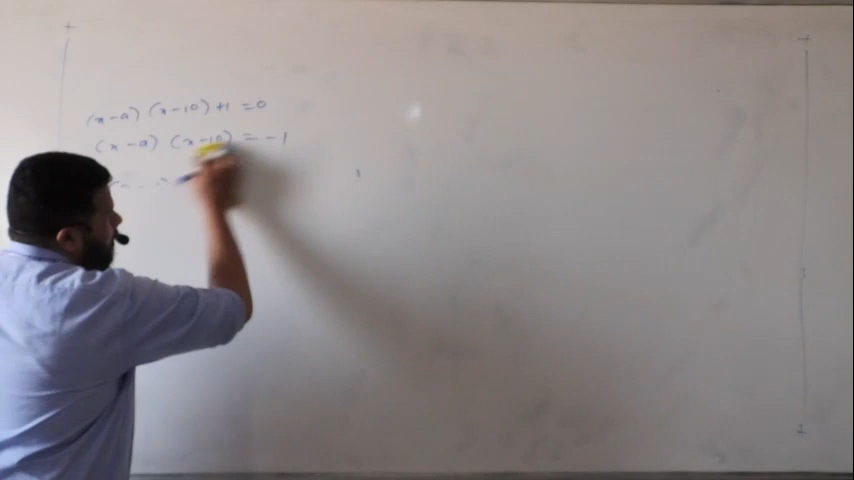 (x-a) (x-10) +1 =0
(x-a) (x-10) = -1